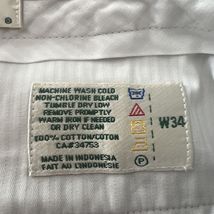 MACHINE WASH COLD
NON-CHLORINE BLEACH
TUMBLE DRY LOW
REMOVE PROMPTLY
WARM IRON IF NEEDED
OR DRY CLEAN
100% COTTON/COTON
CA# 34753
MADE IN INDONESIA
FAIT AU L'INDONESIE
W34
P